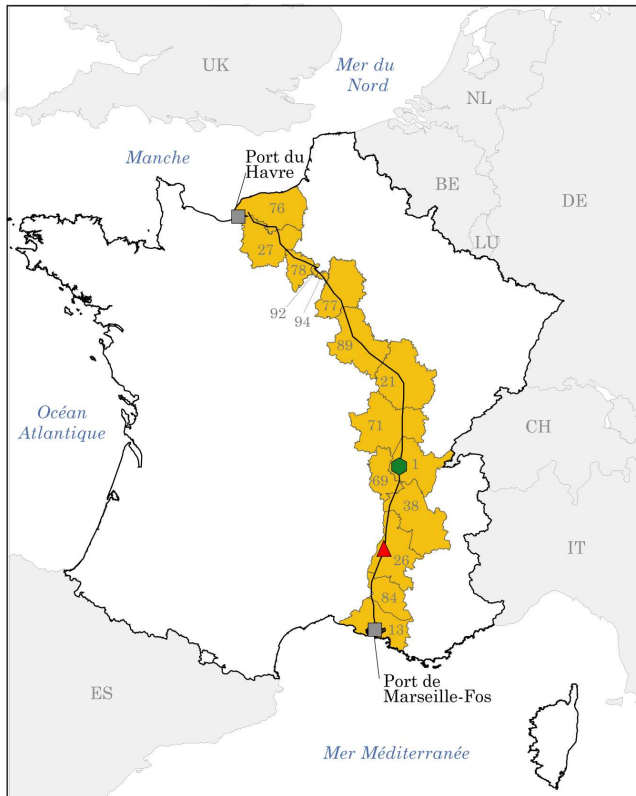 UK
Mer du
Nord
NL
Manche
Port du
Havre
BE
DE
76
LU
27
78
92
94
77
89
21
Océan
Atlantique
71
CH
1
69
38
IT
26
84
13
Port de
Marseille-Fos
ES
Mer Méditerranée